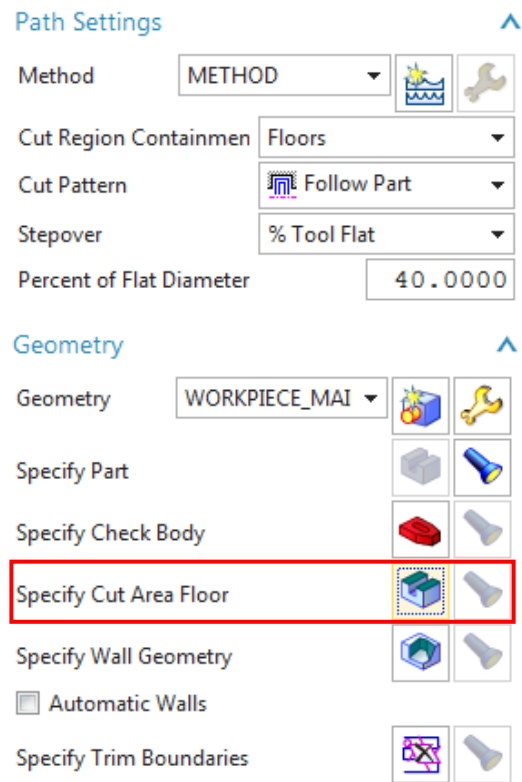 Path Settings
Method METHOD
Cut Region Containmen Floors
Cut Pattern Follow Part
Stepover % Tool Flat
Percent of Flat Diameter 40.0000
Geometry
Geometry WORKPIECE_MAI
Specify Part
Specify Check Body
Specify Cut Area Floor
Specify Wall Geometry
Automatic Walls
Specify Trim Boundaries